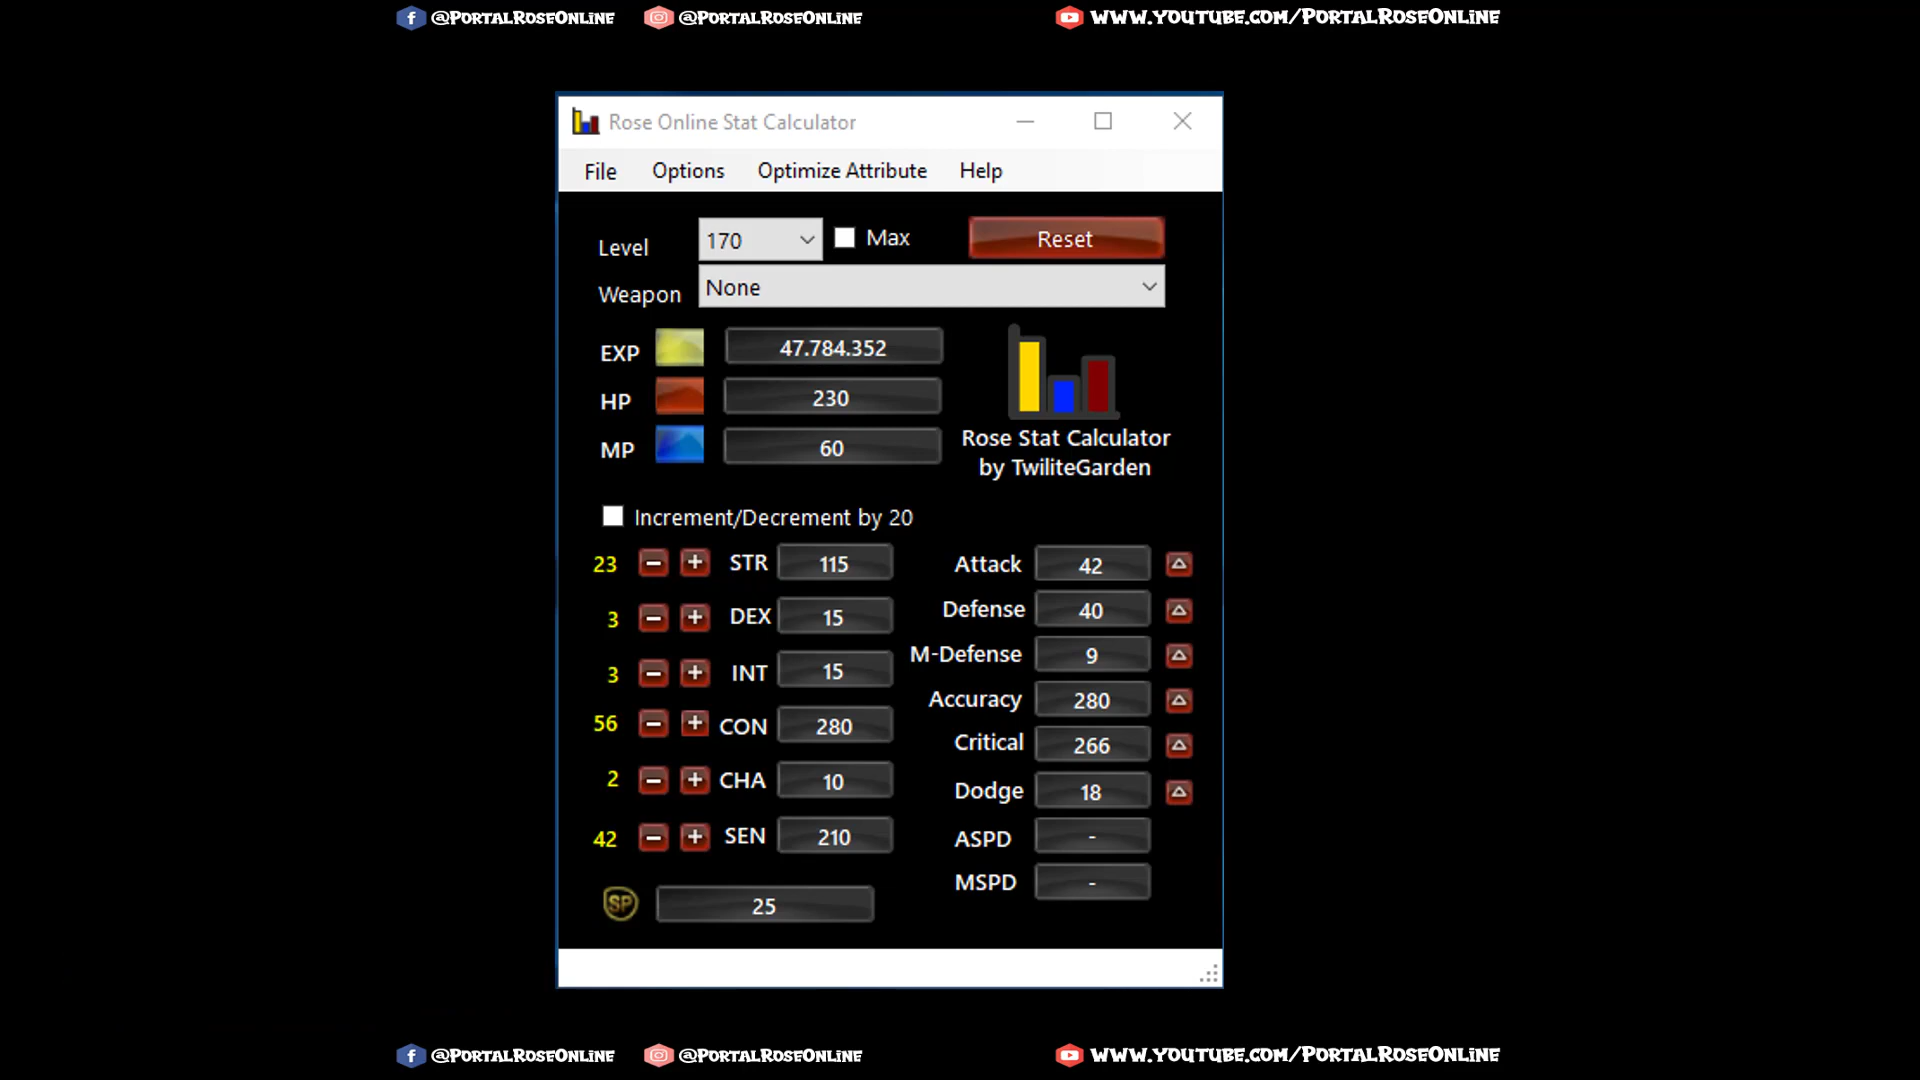 @PortalRoseOnline @PortalRoseOnline www.youtube.com/PortalRoseOnline
Rose Online Stat Calculator
File Options Optimize Attribute Help
Level 170 Max Reset
Weapon None
EXP 47.784.352
HP 230
MP 60
Rose Stat Calculator
by TwiliteGarden
Increment/Decrement by 20
23 - + STR 115 Attack 42
3 - + DEX 15 Defense 40
3 - + INT 15 M-Defense 9
56 - + CON 280 Accuracy 280
Critical 266
2 - + CHA 10 Dodge 18
42 - + SEN 210 ASPD -
MSPD -
SP 25
@PortalRoseOnline @PortalRoseOnline www.youtube.com/PortalRoseOnline